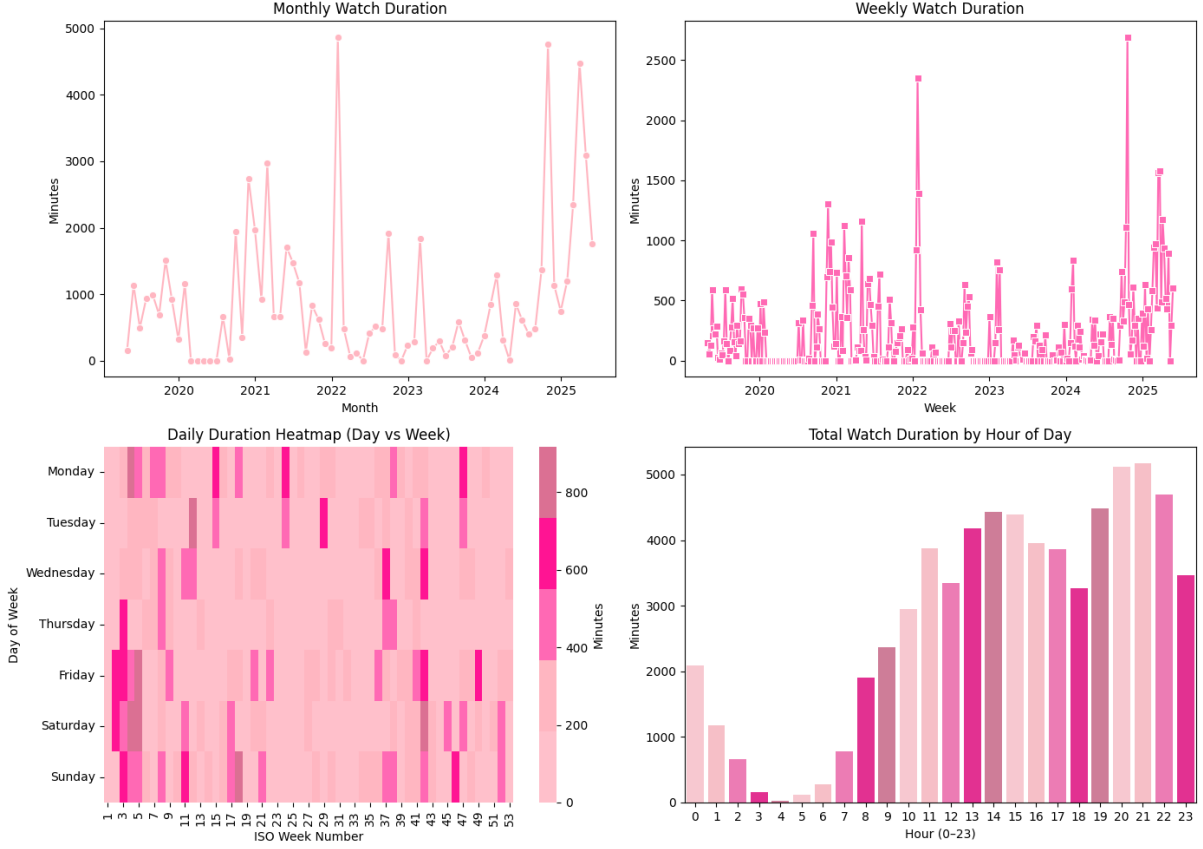 Monthly Watch Duration
5000
4000
3000
2000
1000
0
Minutes
2020 2021 2022 2023 2024 2025
Month
Weekly Watch Duration
2500
2000
1500
1000
500
0
Minutes
2020 2021 2022 2023 2024 2025
Week
Daily Duration Heatmap (Day vs Week)
Monday
Tuesday
Wednesday
Thursday
Friday
Saturday
Sunday
Day of Week
1 3 5 7 9 11 13 15 17 19 21 23 25 27 29 31 33 35 37 39 41 43 45 47 49 51 53
ISO Week Number
800
600
400
200
0
Minutes
Total Watch Duration by Hour of Day
5000
4000
3000
2000
1000
0
Minutes
0 1 2 3 4 5 6 7 8 9 10 11 12 13 14 15 16 17 18 19 20 21 22 23
Hour (0–23)